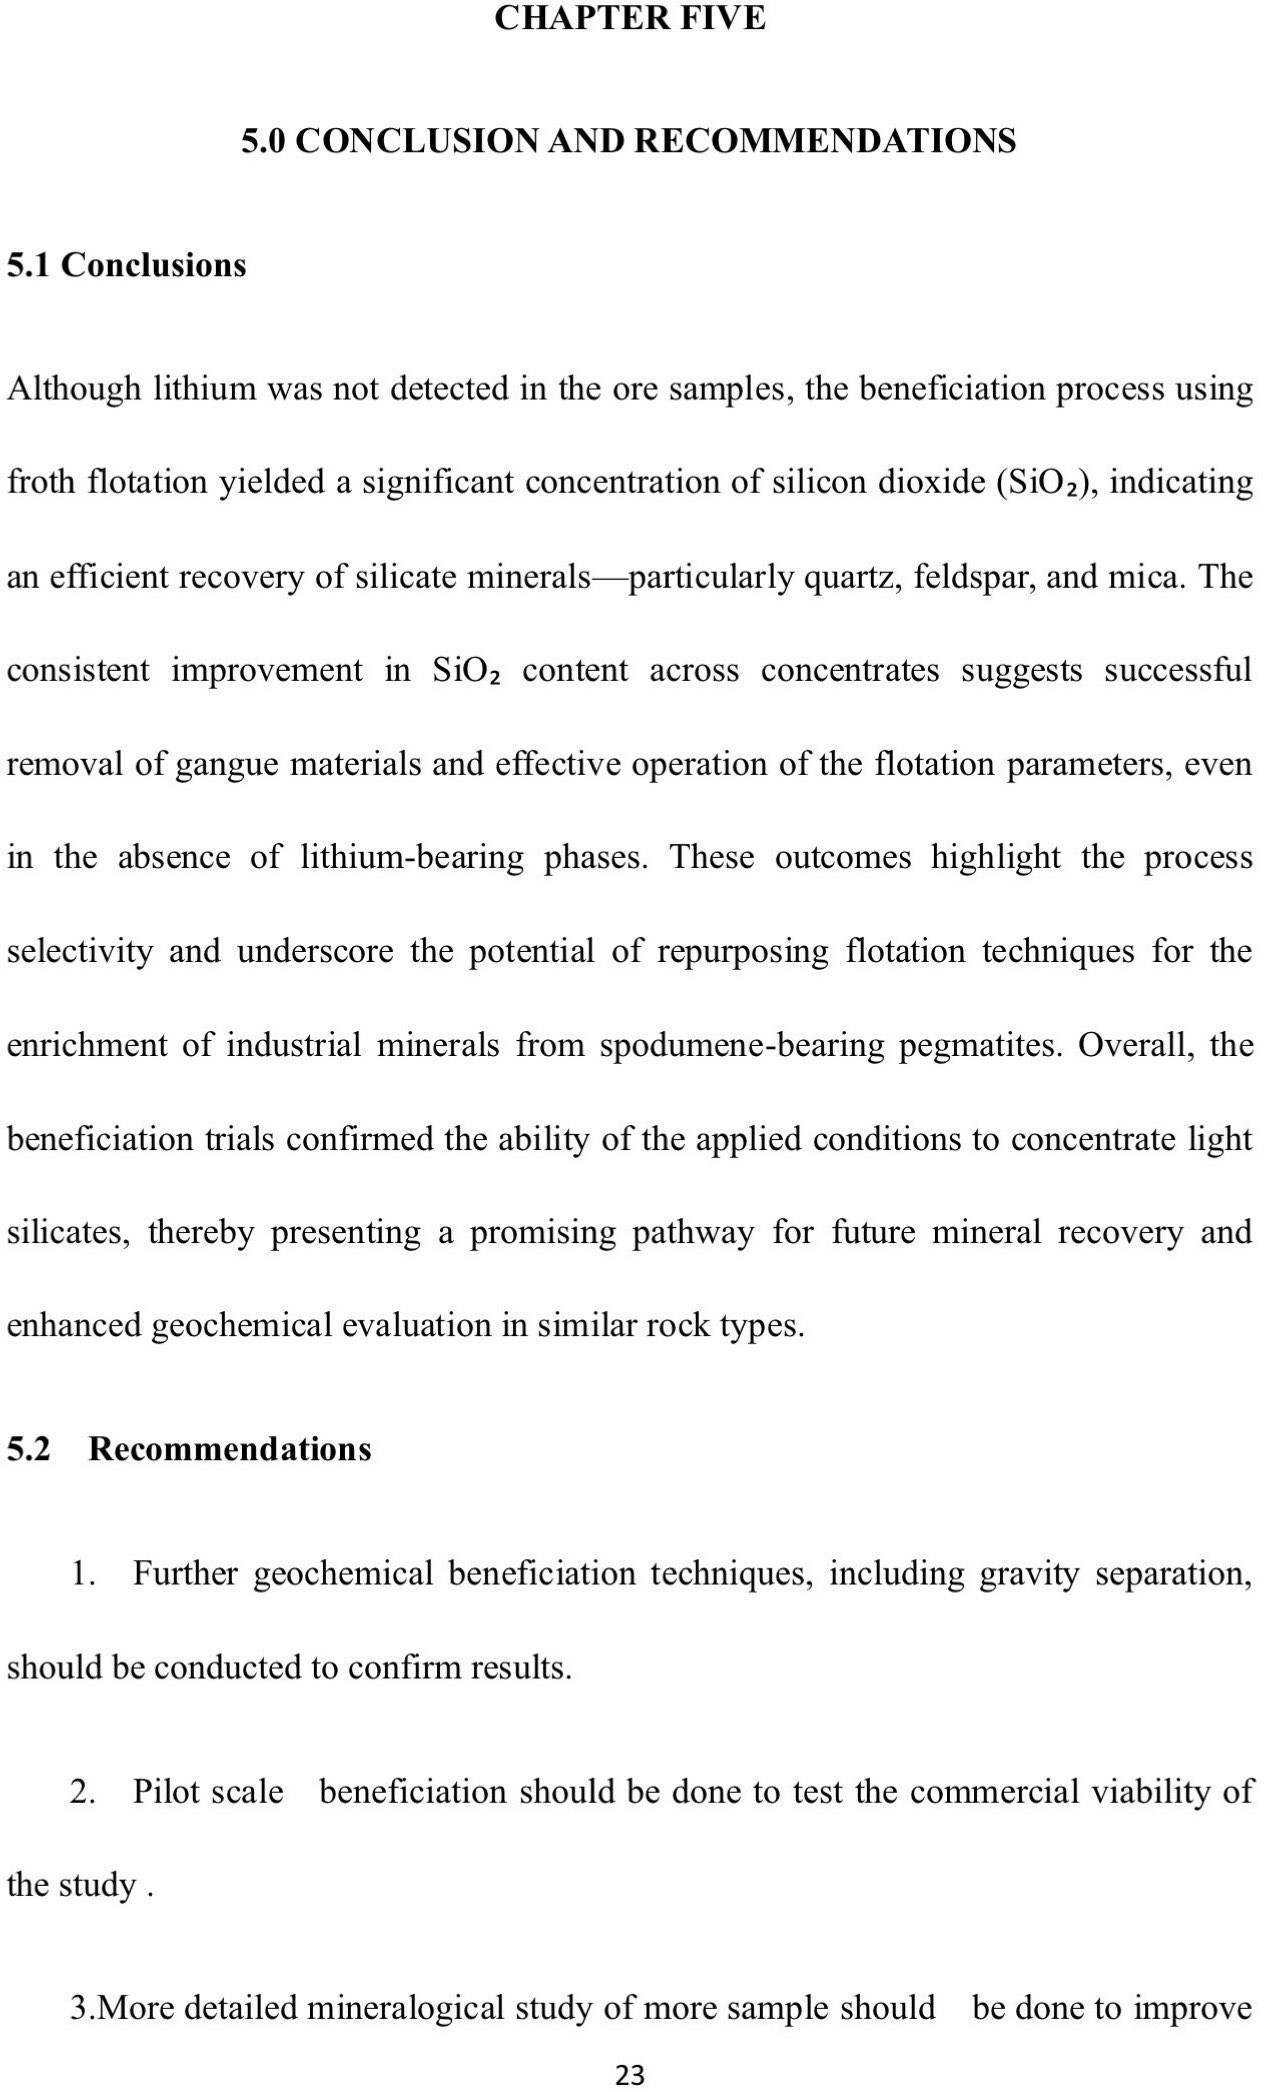 CHAPTER FIVE
5.0 CONCLUSION AND RECOMMENDATIONS
5.1 Conclusions
Although lithium was not detected in the ore samples, the beneficiation process using
froth flotation yielded a significant concentration of silicon dioxide (SiO₂), indicating
an efficient recovery of silicate minerals—particularly quartz, feldspar, and mica. The
consistent improvement in SiO₂ content across concentrates suggests successful
removal of gangue materials and effective operation of the flotation parameters, even
in the absence of lithium-bearing phases. These outcomes highlight the process
selectivity and underscore the potential of repurposing flotation techniques for the
enrichment of industrial minerals from spodumene-bearing pegmatites. Overall, the
beneficiation trials confirmed the ability of the applied conditions to concentrate light
silicates, thereby presenting a promising pathway for future mineral recovery and
enhanced geochemical evaluation in similar rock types.
5.2 Recommendations
1. Further geochemical beneficiation techniques, including gravity separation,
should be conducted to confirm results.
2. Pilot scale beneficiation should be done to test the commercial viability of
the study .
3.More detailed mineralogical study of more sample should be done to improve
23